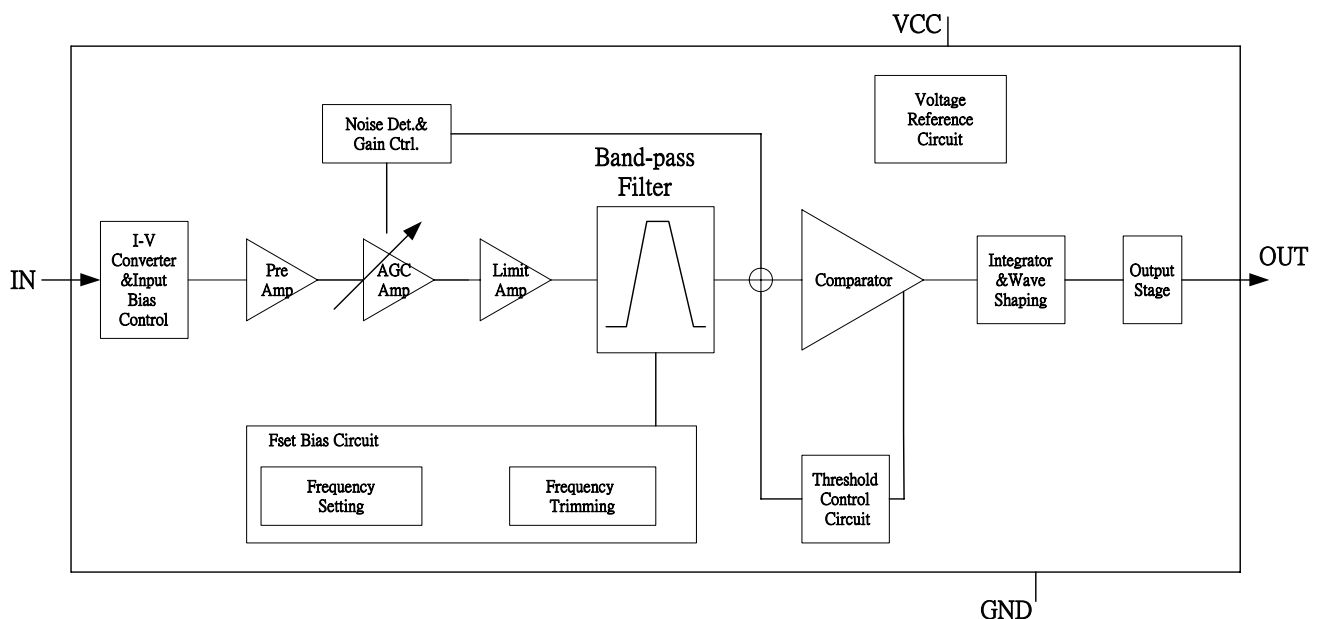 VCC
Voltage
Reference
Circuit
Noise Det.&
Gain Ctrl.
Band-pass
Filter
IN
I-V
Converter
&Input
Bias
Control
Pre
Amp
AGC
Amp
Limit
Amp
Comparator
Integrator
&Wave
Shaping
Output
Stage
OUT
Fset Bias Circuit
Frequency
Setting
Frequency
Trimming
Threshold
Control
Circuit
GND